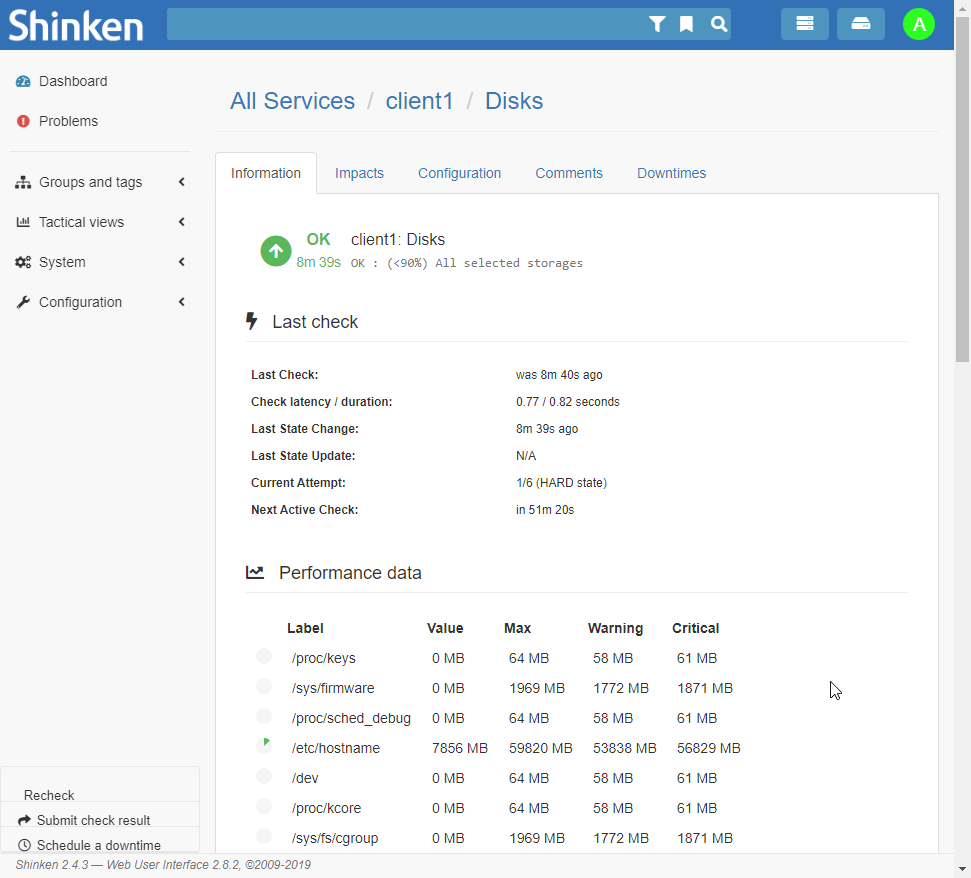 Shinken
A
Dashboard
Problems
Groups and tags
Tactical views
System
Configuration
All Services / client1 / Disks
Information Impacts Configuration Comments Downtimes
OK client1: Disks
8m 39s OK : (<90%) All selected storages
Last check
Last Check: was 8m 40s ago
Check latency / duration: 0.77 / 0.82 seconds
Last State Change: 8m 39s ago
Last State Update: N/A
Current Attempt: 1/6 (HARD state)
Next Active Check: in 51m 20s
Performance data
Label Value Max Warning Critical
/proc/keys 0 MB 64 MB 58 MB 61 MB
/sys/firmware 0 MB 1969 MB 1772 MB 1871 MB
/proc/sched_debug 0 MB 64 MB 58 MB 61 MB
/etc/hostname 7856 MB 59820 MB 53838 MB 56829 MB
/dev 0 MB 64 MB 58 MB 61 MB
/proc/kcore 0 MB 64 MB 58 MB 61 MB
/sys/fs/cgroup 0 MB 1969 MB 1772 MB 1871 MB
Recheck
Submit check result
Schedule a downtime
Shinken 2.4.3 — Web User Interface 2.8.2, ©2009-2019